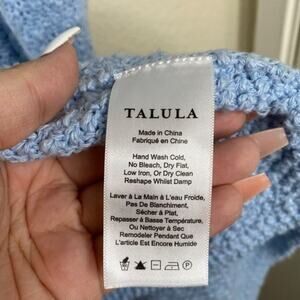 TALULA
Made in China
Fabriqué en Chine
Hand Wash Cold,
No Bleach, Dry Flat,
Low Iron, Or Dry Clean
Reshape Whilst Damp
Laver à La Main à L'eau Froide,
Pas De Blanchiment,
Sécher à Plat,
Repasser à Basse Température,
Ou Nettoyer à Sec
Remodeler Pendant Que
L'article Est Encore Humide